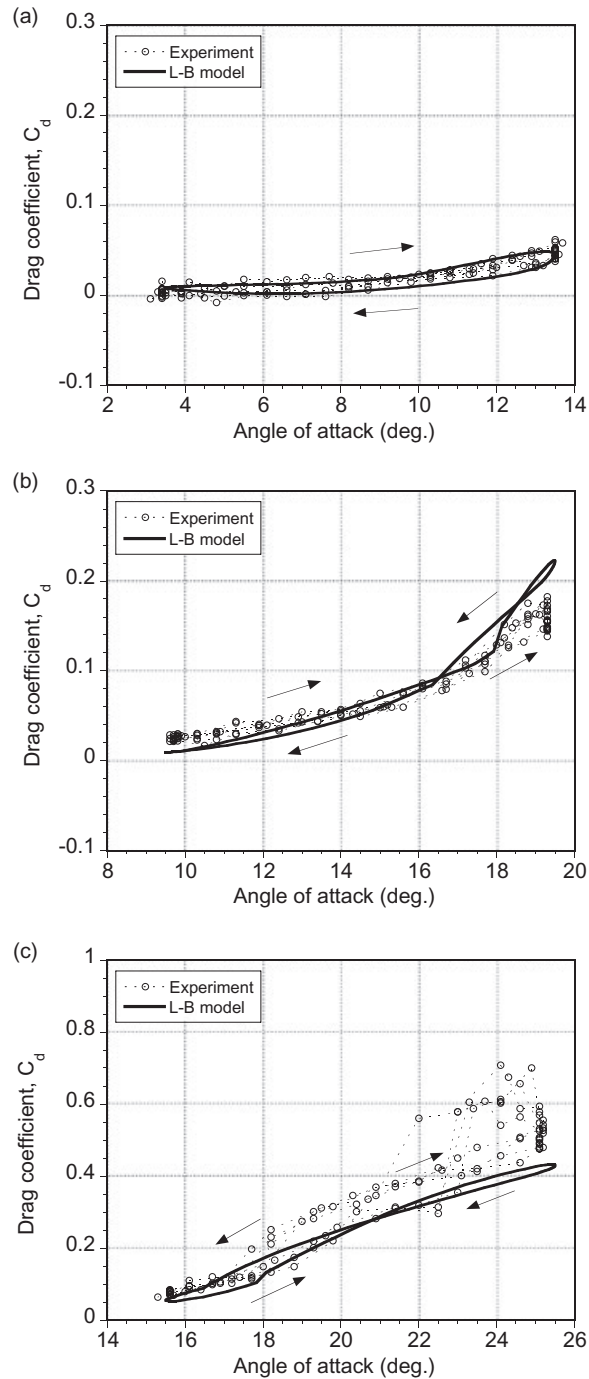 (a)
0.3
Experiment
L-B model
0.2
0.1
0
-0.1
Drag coefficient, C_d
2 4 6 8 10 12 14
Angle of attack (deg.)
(b)
0.3
Experiment
L-B model
0.2
0.1
0
-0.1
Drag coefficient, C_d
8 10 12 14 16 18 20
Angle of attack (deg.)
(c)
1
Experiment
L-B model
0.8
0.6
0.4
0.2
0
Drag coefficient, C_d
14 16 18 20 22 24 26
Angle of attack (deg.)